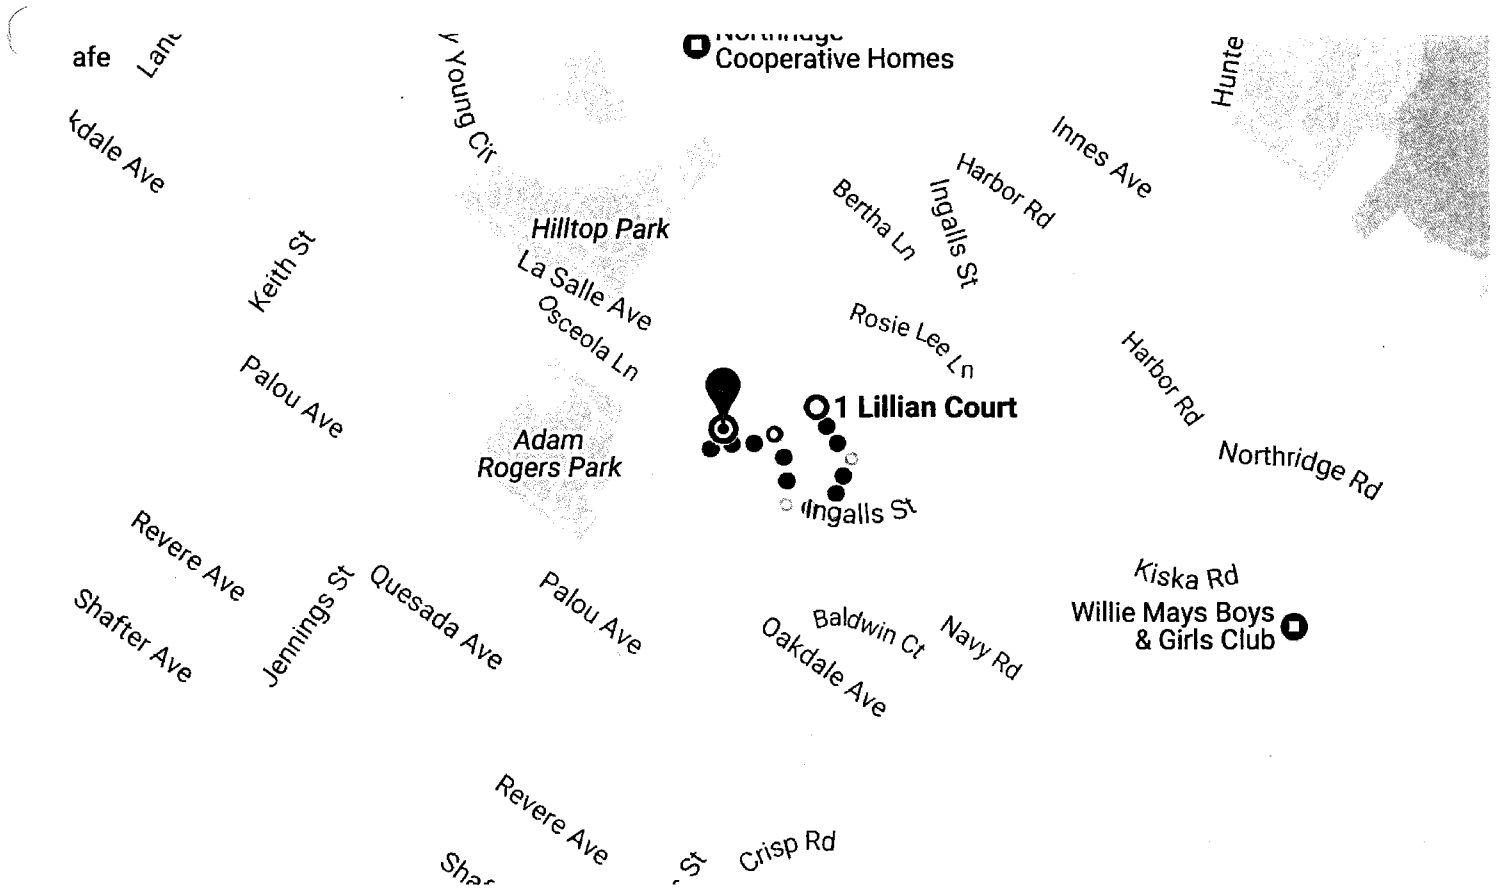 afe
Cooperative Homes
Young Cir
Hunte
Innes Ave
kdale Ave
Harbor Rd
Bertha Ln
Ingalls St
Hilltop Park
Keith St
La Salle Ave
Osceola Ln
Rosie Lee Ln
Harbor Rd
Palou Ave
1 Lillian Court
Adam
Rogers Park
Northridge Rd
Ingalls St
Revere Ave
Shafter Ave
Jennings St
Quesada Ave
Palou Ave
Kiska Rd
Willie Mays Boys
& Girls Club
Baldwin Ct
Navy Rd
Oakdale Ave
Revere Ave
St
Crisp Rd